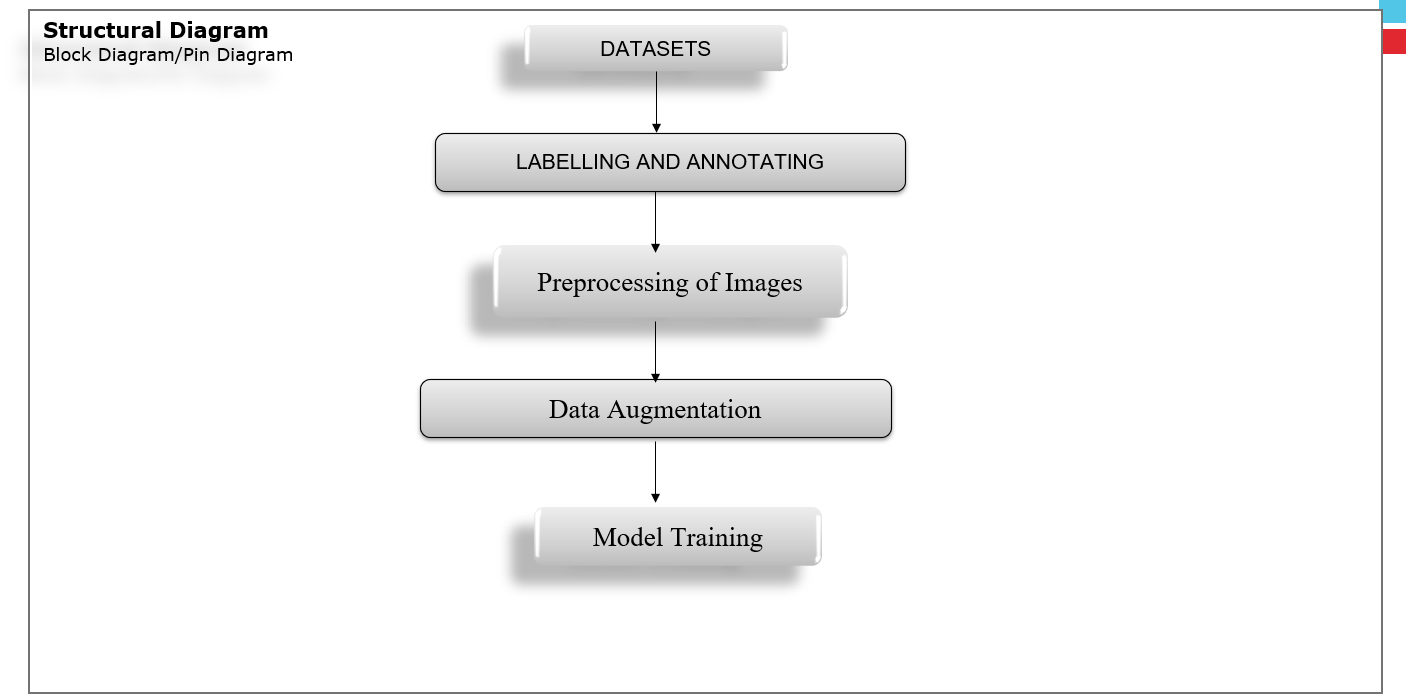 Structural Diagram
Block Diagram/Pin Diagram
DATASETS
LABELLING AND ANNOTATING
Preprocessing of Images
Data Augmentation
Model Training